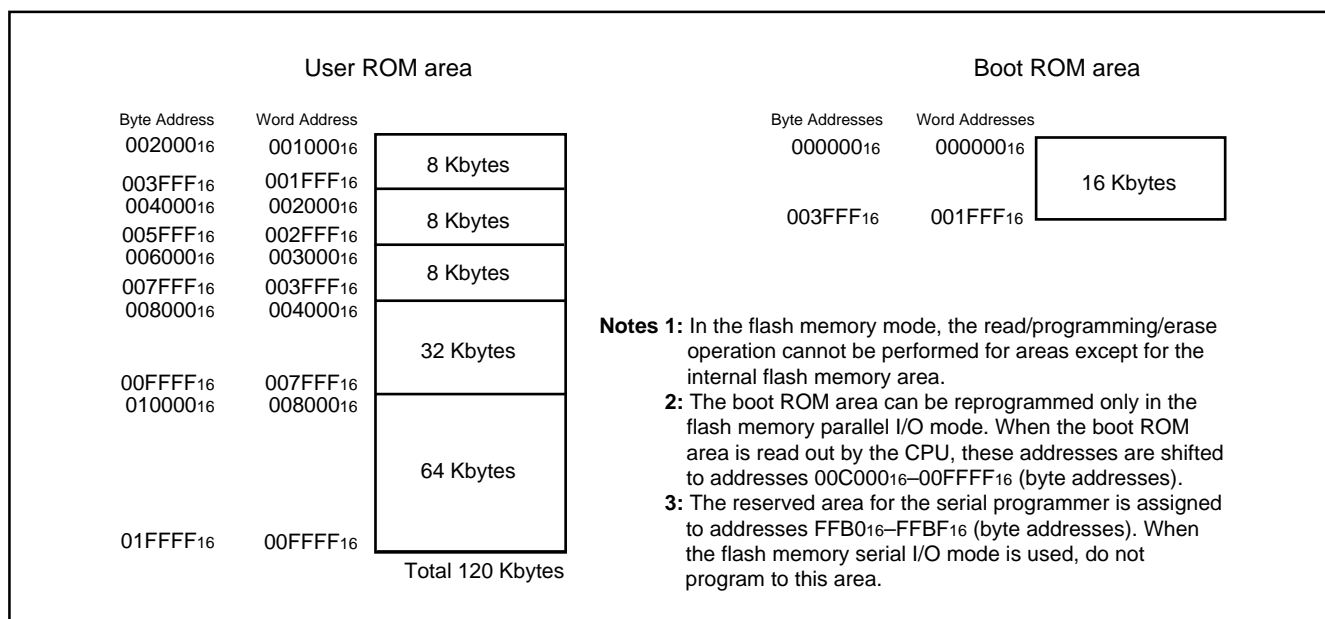 User ROM area
Byte Address Word Address
00200016 00100016
8 Kbytes
003FFF16 001FFF16
00400016 00200016
8 Kbytes
005FFF16 002FFF16
00600016 00300016
8 Kbytes
007FFF16 003FFF16
00800016 00400016
32 Kbytes
00FFFF16 007FFF16
01000016 00800016
64 Kbytes
01FFFF16 00FFFF16
Total 120 Kbytes
Boot ROM area
Byte Addresses Word Addresses
00000016 00000016
16 Kbytes
003FFF16 001FFF16
Notes 1: In the flash memory mode, the read/programming/erase
operation cannot be performed for areas except for the
internal flash memory area.
2: The boot ROM area can be reprogrammed only in the
flash memory parallel I/O mode. When the boot ROM
area is read out by the CPU, these addresses are shifted
to addresses 00C00016–00FFFF16 (byte addresses).
3: The reserved area for the serial programmer is assigned
to addresses FFB016–FFBF16 (byte addresses). When
the flash memory serial I/O mode is used, do not
program to this area.